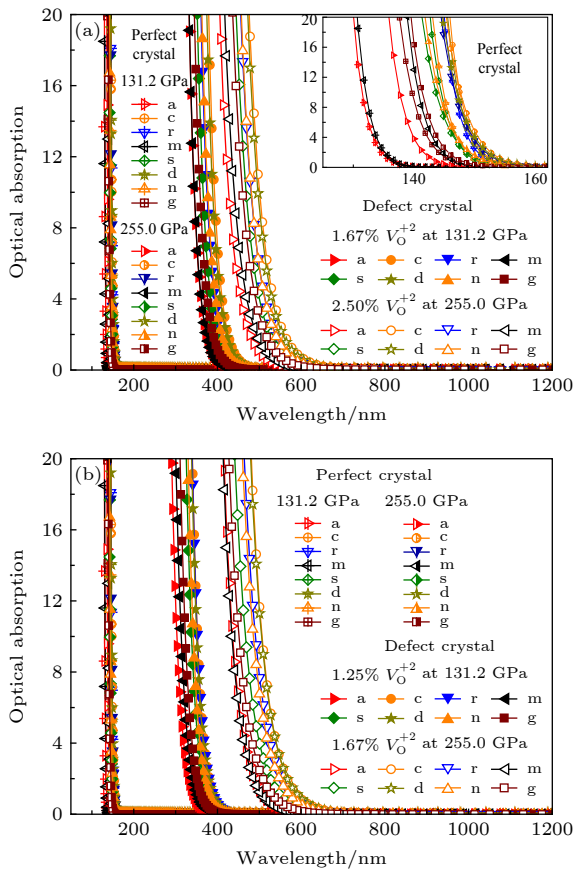 20
16
12
8
4
0
Optical absorption
(a)
Perfect
crystal
131.2 GPa
a
c
r
m
s
d
n
g
255.0 GPa
a
c
r
m
s
d
n
g
20
16
12
8
4
0
Perfect
crystal
140 160
Defect crystal
1.67% V_O^{+2} at 131.2 GPa
a c r m
s d n g
2.50% V_O^{+2} at 255.0 GPa
a c r m
s d n g
200 400 600 800 1000 1200
Wavelength/nm
20
16
12
8
4
0
Optical absorption
(b)
Perfect crystal
131.2 GPa 255.0 GPa
a a
c c
r r
m m
s s
d d
n n
g g
Defect crystal
1.25% V_O^{+2} at 131.2 GPa
a c r m
s d n g
1.67% V_O^{+2} at 255.0 GPa
a c r m
s d n g
200 400 600 800 1000 1200
Wavelength/nm